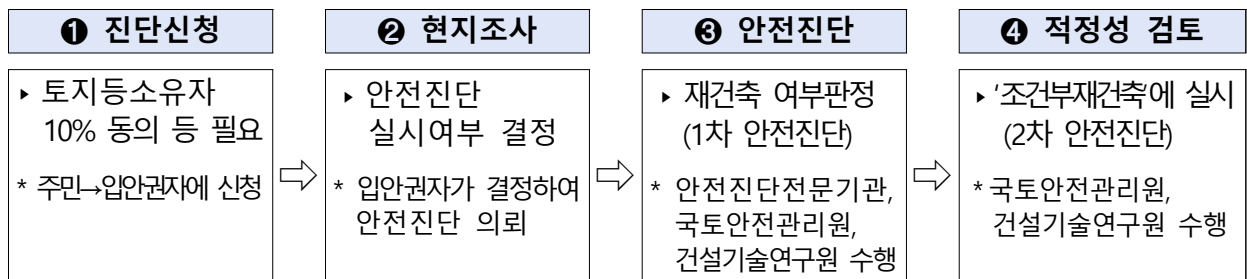 ❶ 진단신청
▸ 토지등소유자
10% 동의 등 필요
* 주민→입안권자에 신청
⇨
❷ 현지조사
▸ 안전진단
실시여부 결정
* 입안권자가 결정하여
안전진단 의뢰
⇨
❸ 안전진단
▸ 재건축 여부판정
(1차 안전진단)
* 안전진단전문기관,
국토안전관리원,
건설기술연구원 수행
⇨
❹ 적정성 검토
▸ '조건부재건축'에 실시
(2차 안전진단)
* 국토안전관리원,
건설기술연구원 수행